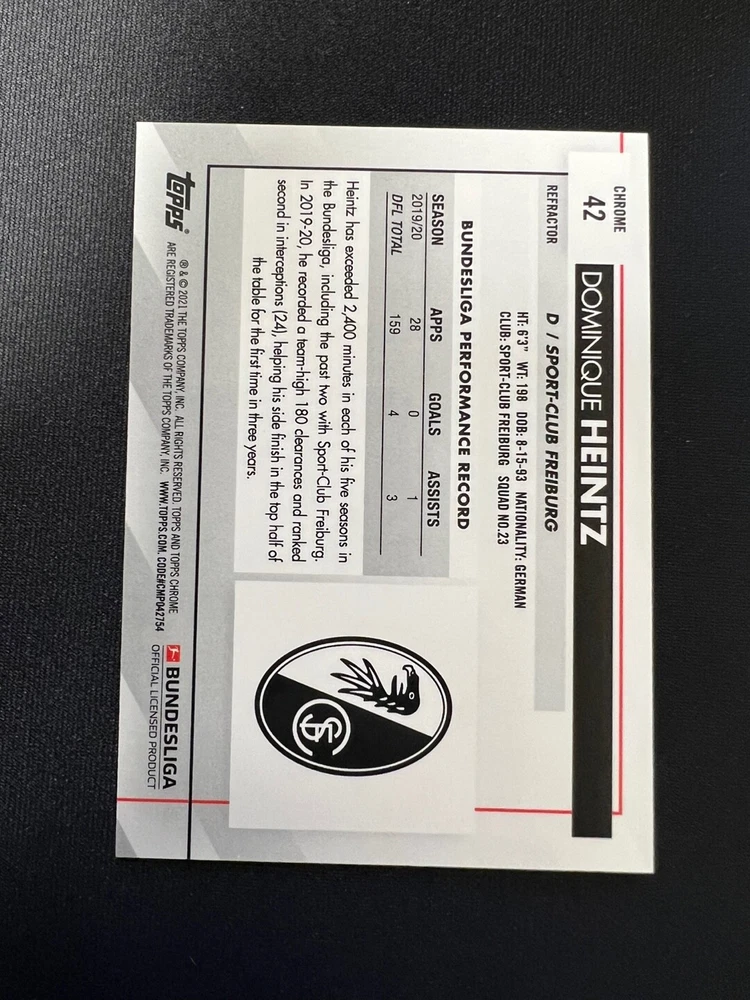 CHROME
42
REFRACTOR
DOMINIQUE HEINTZ
D / SPORT-CLUB FREIBURG
HT: 6'3" WT: 198 DOB: 8-15-93 NATIONALITY: GERMAN
CLUB: SPORT-CLUB FREIBURG SQUAD NO.23
BUNDESLIGA PERFORMANCE RECORD
SEASON APPS GOALS ASSISTS
2019/20 28 0 1
DFL TOTAL 159 4 3
Heintz has exceeded 2,400 minutes in each of his five seasons in
the Bundesliga, including the past two with Sport-Club Freiburg.
In 2019-20, he recorded a team-high 180 clearances and ranked
second in interceptions (24), helping his side finish in the top half of
the table for the first time in three years.
SC
topps®
® & © 2021 THE TOPPS COMPANY, INC. ALL RIGHTS RESERVED. TOPPS AND TOPPS CHROME
ARE REGISTERED TRADEMARKS OF THE TOPPS COMPANY, INC. WWW.TOPPS.COM. CODE#CMP042754
BUNDESLIGA
OFFICIAL LICENSED PRODUCT